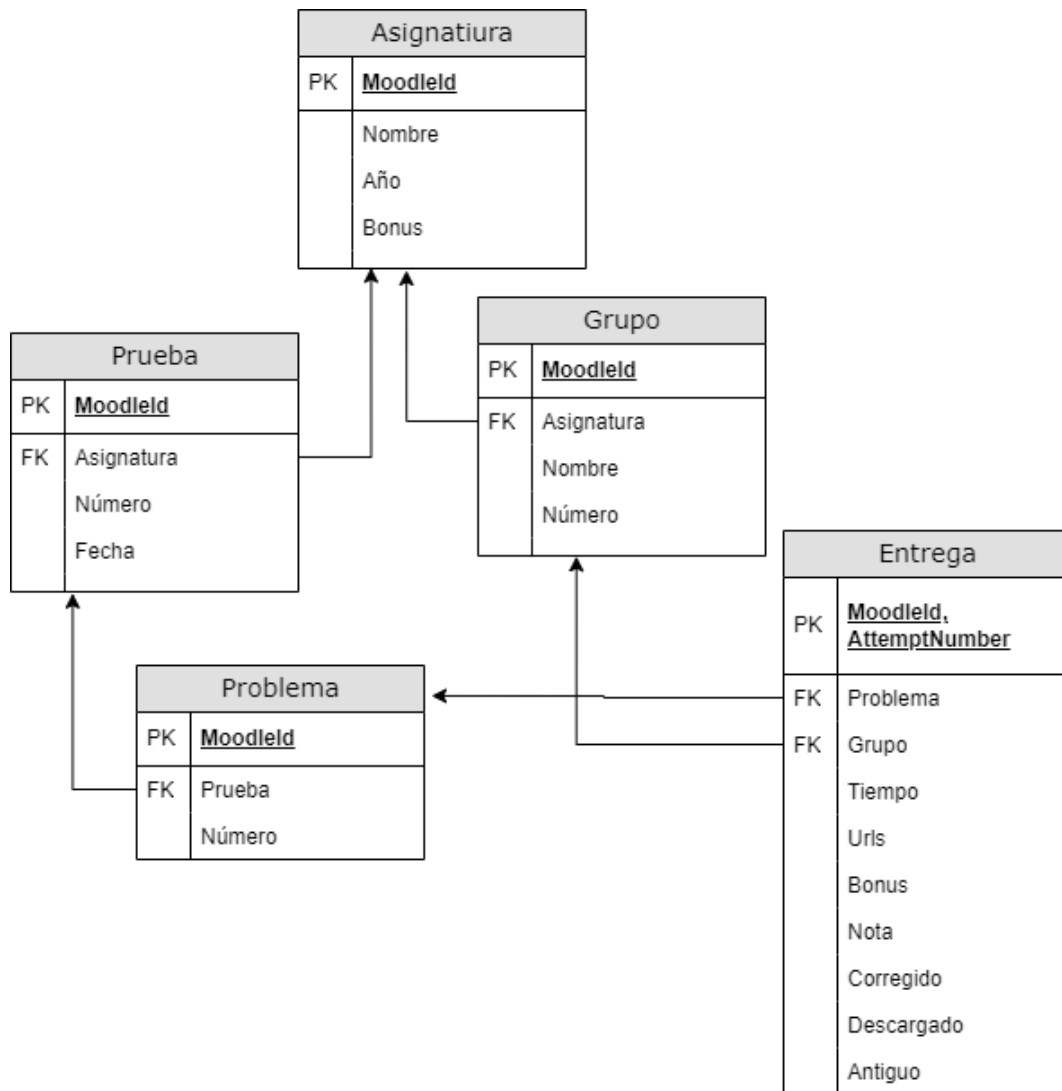 Asignatiura
PK MoodleId
Nombre
Año
Bonus
Prueba
PK MoodleId
FK Asignatura
Número
Fecha
Grupo
PK MoodleId
FK Asignatura
Nombre
Número
Problema
PK MoodleId
FK Prueba
Número
Entrega
PK MoodleId,
AttemptNumber
FK Problema
FK Grupo
Tiempo
Urls
Bonus
Nota
Corregido
Descargado
Antiguo